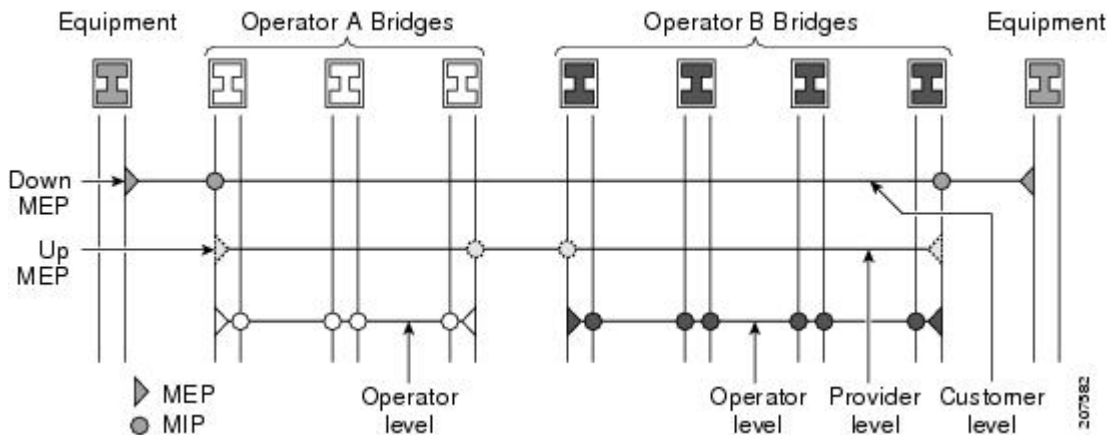 Equipment
Operator A Bridges
Operator B Bridges
Equipment
Down
MEP
Up
MEP
MEP
MIP
Operator
level
Operator
level
Provider
level
Customer
level
207582